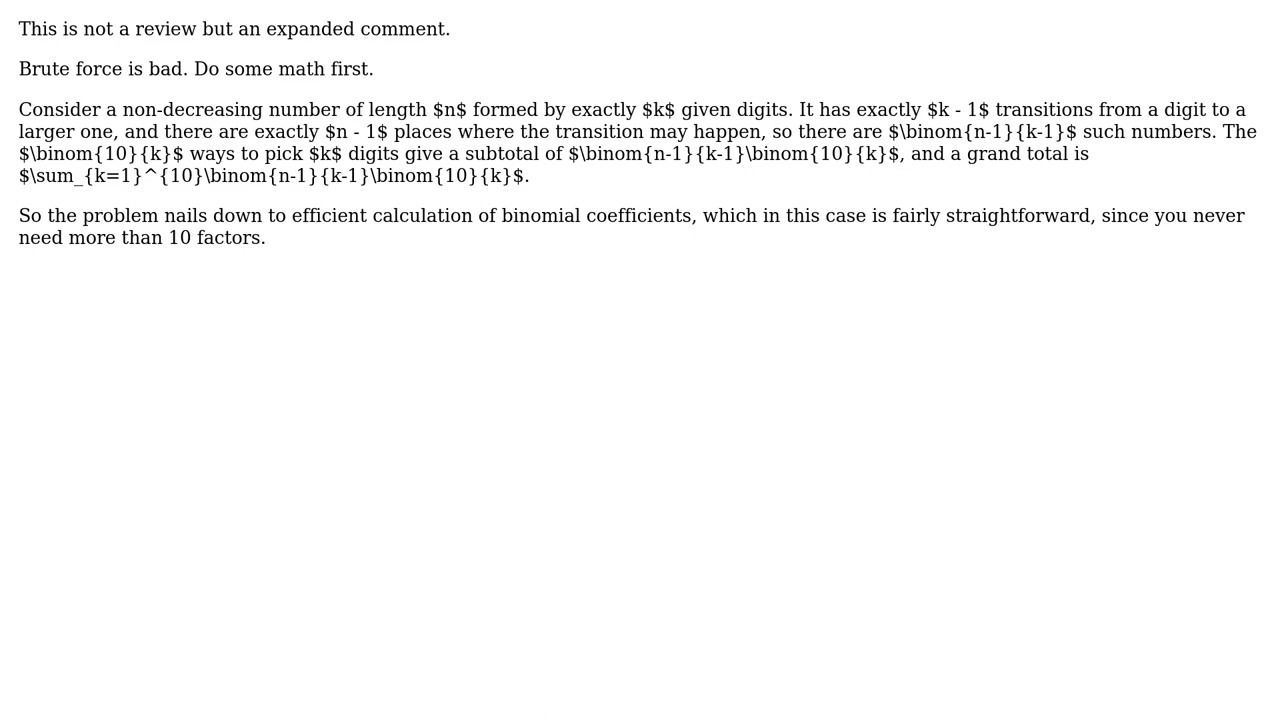 This is not a review but an expanded comment.
Brute force is bad. Do some math first.
Consider a non-decreasing number of length $n$ formed by exactly $k$ given digits. It has exactly $k - 1$ transitions from a digit to a
larger one, and there are exactly $n - 1$ places where the transition may happen, so there are $\binom{n-1}{k-1}$ such numbers. The
$\binom{10}{k}$ ways to pick $k$ digits give a subtotal of $\binom{n-1}{k-1}\binom{10}{k}$, and a grand total is
$\sum_{k=1}^{10}\binom{n-1}{k-1}\binom{10}{k}$.
So the problem nails down to efficient calculation of binomial coefficients, which in this case is fairly straightforward, since you never
need more than 10 factors.